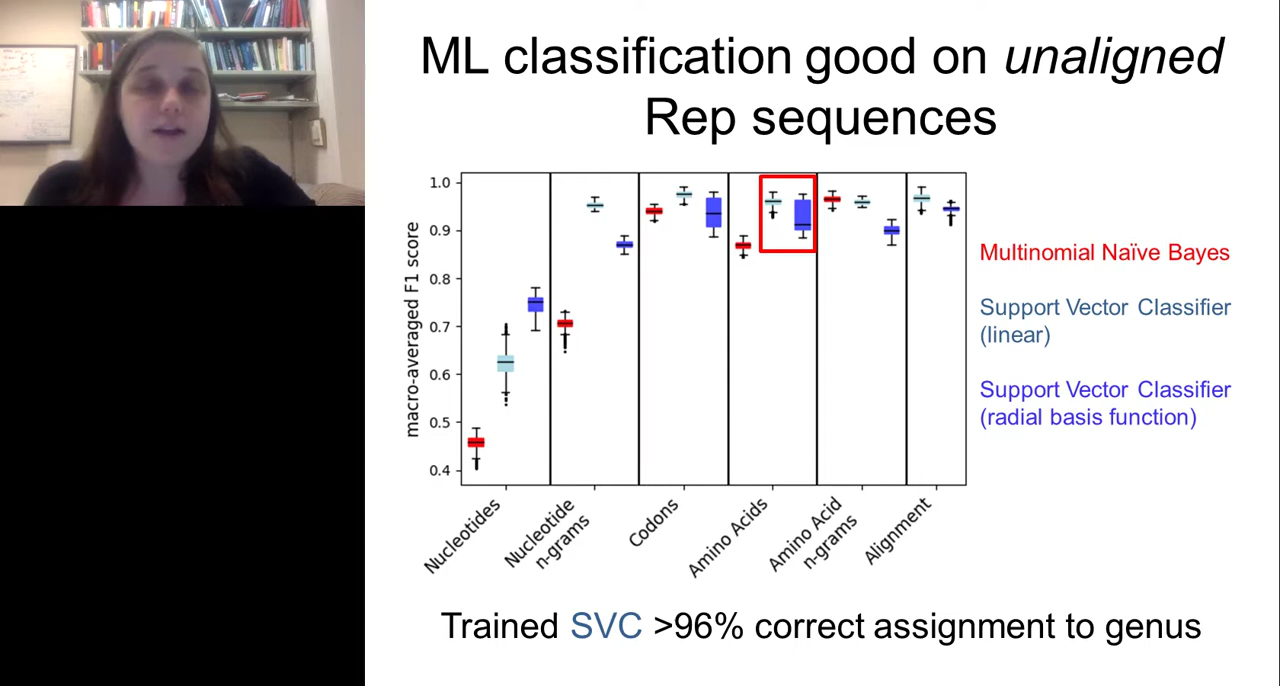 ML classification good on unaligned
Rep sequences
macro-averaged F1 score
1.0
0.9
0.8
0.7
0.6
0.5
0.4
Nucleotides
Nucleotide
n-grams
Codons
Amino Acids
Amino Acid
n-grams
Alignment
Multinomial Naïve Bayes
Support Vector Classifier
(linear)
Support Vector Classifier
(radial basis function)
Trained SVC >96% correct assignment to genus